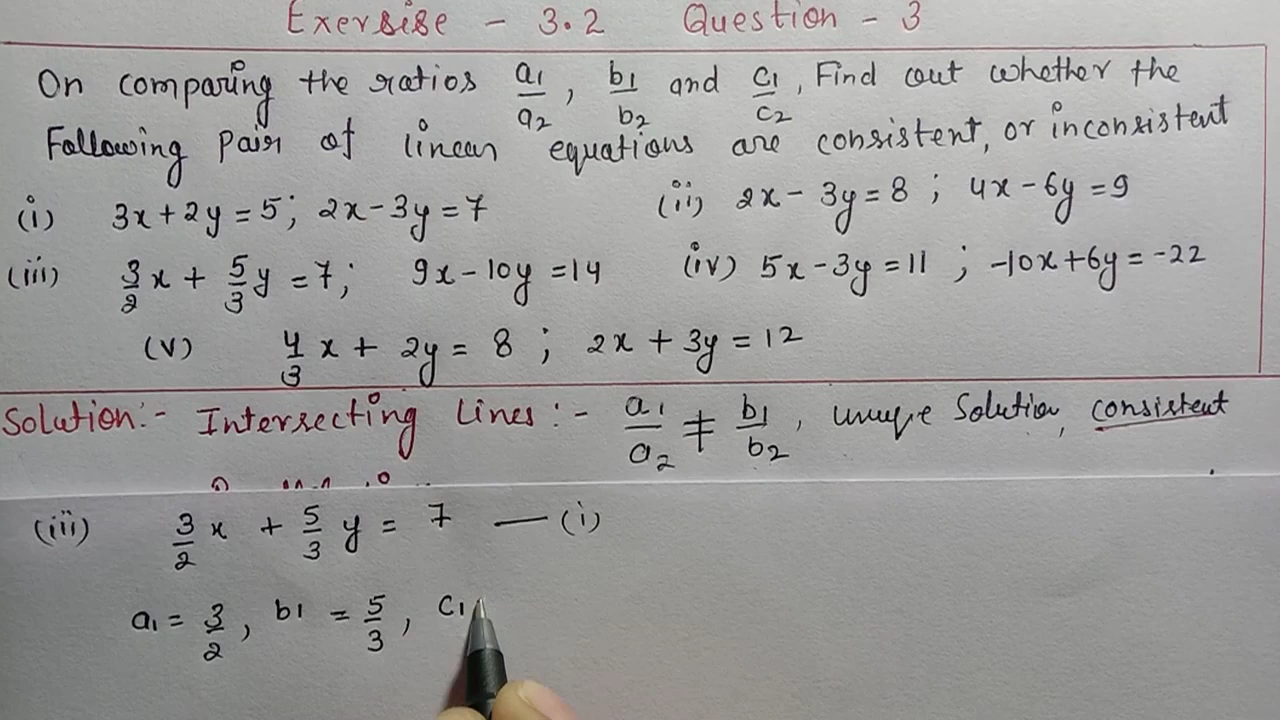 Exersise - 3.2 Question - 3
On comparing the ratios a1/a2, b1/b2 and c1/c2, Find out whether the
Following pair of linear equations are consistent, or inconsistent
(i) 3x + 2y = 5; 2x - 3y = 7 (ii) 2x - 3y = 8 ; 4x - 6y = 9
(iii) 3/2 x + 5/3 y = 7; 9x - 10y = 14 (iv) 5x - 3y = 11 ; -10x + 6y = -22
(V) 4/3 x + 2y = 8 ; 2x + 3y = 12
Solution:- Intersecting Lines :- a1/a2 ≠ b1/b2, unique Solution, consistent
(iii) 3/2 x + 5/3 y = 7 — (i)
a1 = 3/2, b1 = 5/3, c1